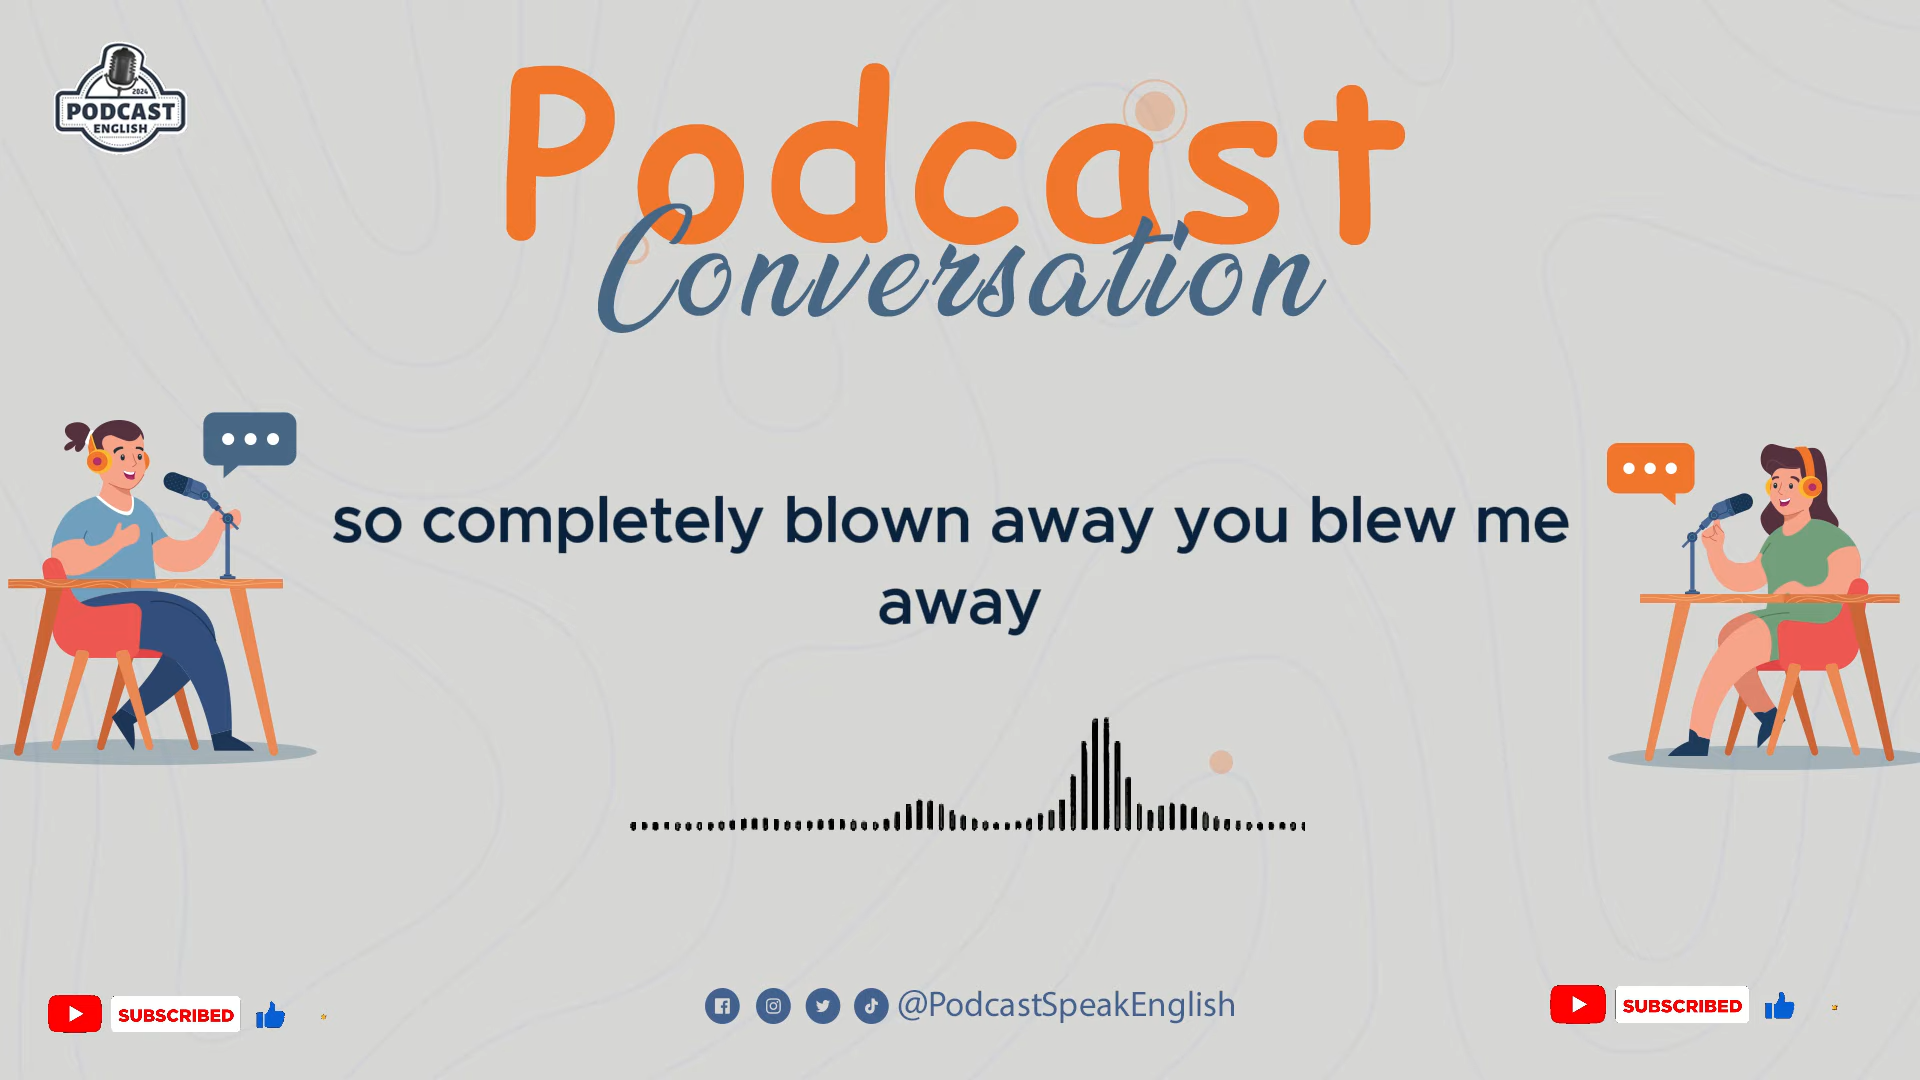 2024
PODCAST
ENGLISH
Podcast
Conversation
so completely blown away you blew me
away
SUBSCRIBED
@PodcastSpeakEnglish
SUBSCRIBED